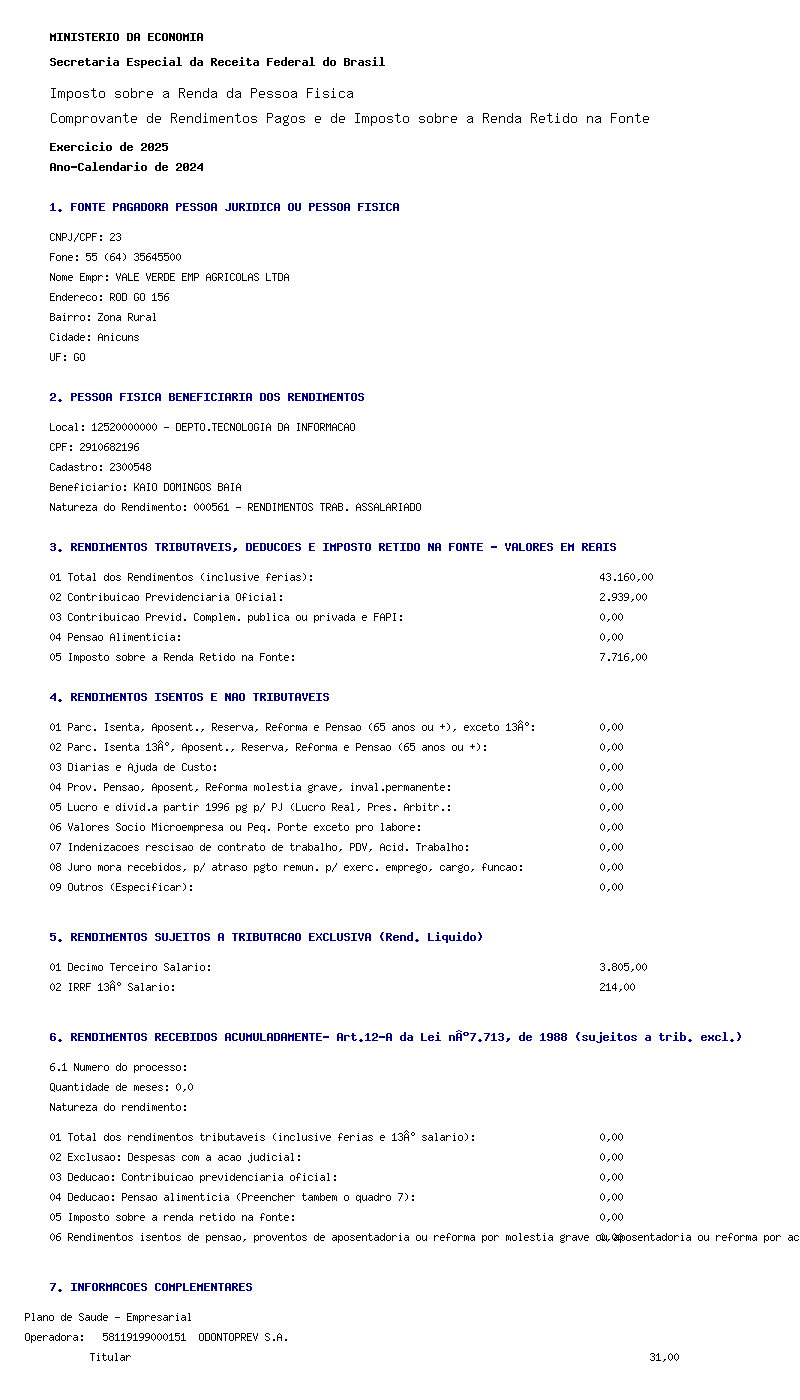 MINISTERIO DA ECONOMIA
Secretaria Especial da Receita Federal do Brasil
Imposto sobre a Renda da Pessoa Fisica
Comprovante de Rendimentos Pagos e de Imposto sobre a Renda Retido na Fonte
Exercicio de 2025
Ano-Calendario de 2024
1. FONTE PAGADORA PESSOA JURIDICA OU PESSOA FISICA
CNPJ/CPF: 23
Fone: 55 (64) 35645500
Nome Empr: VALE VERDE EMP AGRICOLAS LTDA
Endereco: ROD GO 156
Bairro: Zona Rural
Cidade: Anicuns
UF: GO
2. PESSOA FISICA BENEFICIARIA DOS RENDIMENTOS
Local: 12520000000 - DEPTO.TECNOLOGIA DA INFORMACAO
CPF: 2910682196
Cadastro: 2300548
Beneficiario: KAIO DOMINGOS BAIA
Natureza do Rendimento: 000561 - RENDIMENTOS TRAB. ASSALARIADO
3. RENDIMENTOS TRIBUTAVEIS, DEDUCOES E IMPOSTO RETIDO NA FONTE - VALORES EM REAIS
01 Total dos Rendimentos (inclusive ferias): 43.160,00
02 Contribuicao Previdenciaria Oficial: 2.939,00
03 Contribuicao Previd. Complem. publica ou privada e FAPI: 0,00
04 Pensao Alimenticia: 0,00
05 Imposto sobre a Renda Retido na Fonte: 7.716,00
4. RENDIMENTOS ISENTOS E NAO TRIBUTAVEIS
01 Parc. Isenta, Aposent., Reserva, Reforma e Pensao (65 anos ou +), exceto 13Âº: 0,00
02 Parc. Isenta 13Âº, Aposent., Reserva, Reforma e Pensao (65 anos ou +): 0,00
03 Diarias e Ajuda de Custo: 0,00
04 Prov. Pensao, Aposent, Reforma molestia grave, inval.permanente: 0,00
05 Lucro e divid.a partir 1996 pg p/ PJ (Lucro Real, Pres. Arbitr.: 0,00
06 Valores Socio Microempresa ou Peq. Porte exceto pro labore: 0,00
07 Indenizacoes rescisao de contrato de trabalho, PDV, Acid. Trabalho: 0,00
08 Juro mora recebidos, p/ atraso pgto remun. p/ exerc. emprego, cargo, funcao: 0,00
09 Outros (Especificar): 0,00
5. RENDIMENTOS SUJEITOS A TRIBUTACAO EXCLUSIVA (Rend. Liquido)
01 Decimo Terceiro Salario: 3.805,00
02 IRRF 13Âº Salario: 214,00
6. RENDIMENTOS RECEBIDOS ACUMULADAMENTE- Art.12-A da Lei nÂº7.713, de 1988 (sujeitos a trib. excl.)
6.1 Numero do processo:
Quantidade de meses: 0,0
Natureza do rendimento:
01 Total dos rendimentos tributaveis (inclusive ferias e 13Âº salario): 0,00
02 Exclusao: Despesas com a acao judicial: 0,00
03 Deducao: Contribuicao previdenciaria oficial: 0,00
04 Deducao: Pensao alimenticia (Preencher tambem o quadro 7): 0,00
05 Imposto sobre a renda retido na fonte: 0,00
06 Rendimentos isentos de pensao, proventos de aposentadoria ou reforma por molestia grave ou aposentadoria ou reforma por ac 0,00
7. INFORMACOES COMPLEMENTARES
Plano de Saude - Empresarial
Operadora: 58119199000151 ODONTOPREV S.A.
Titular 31,00